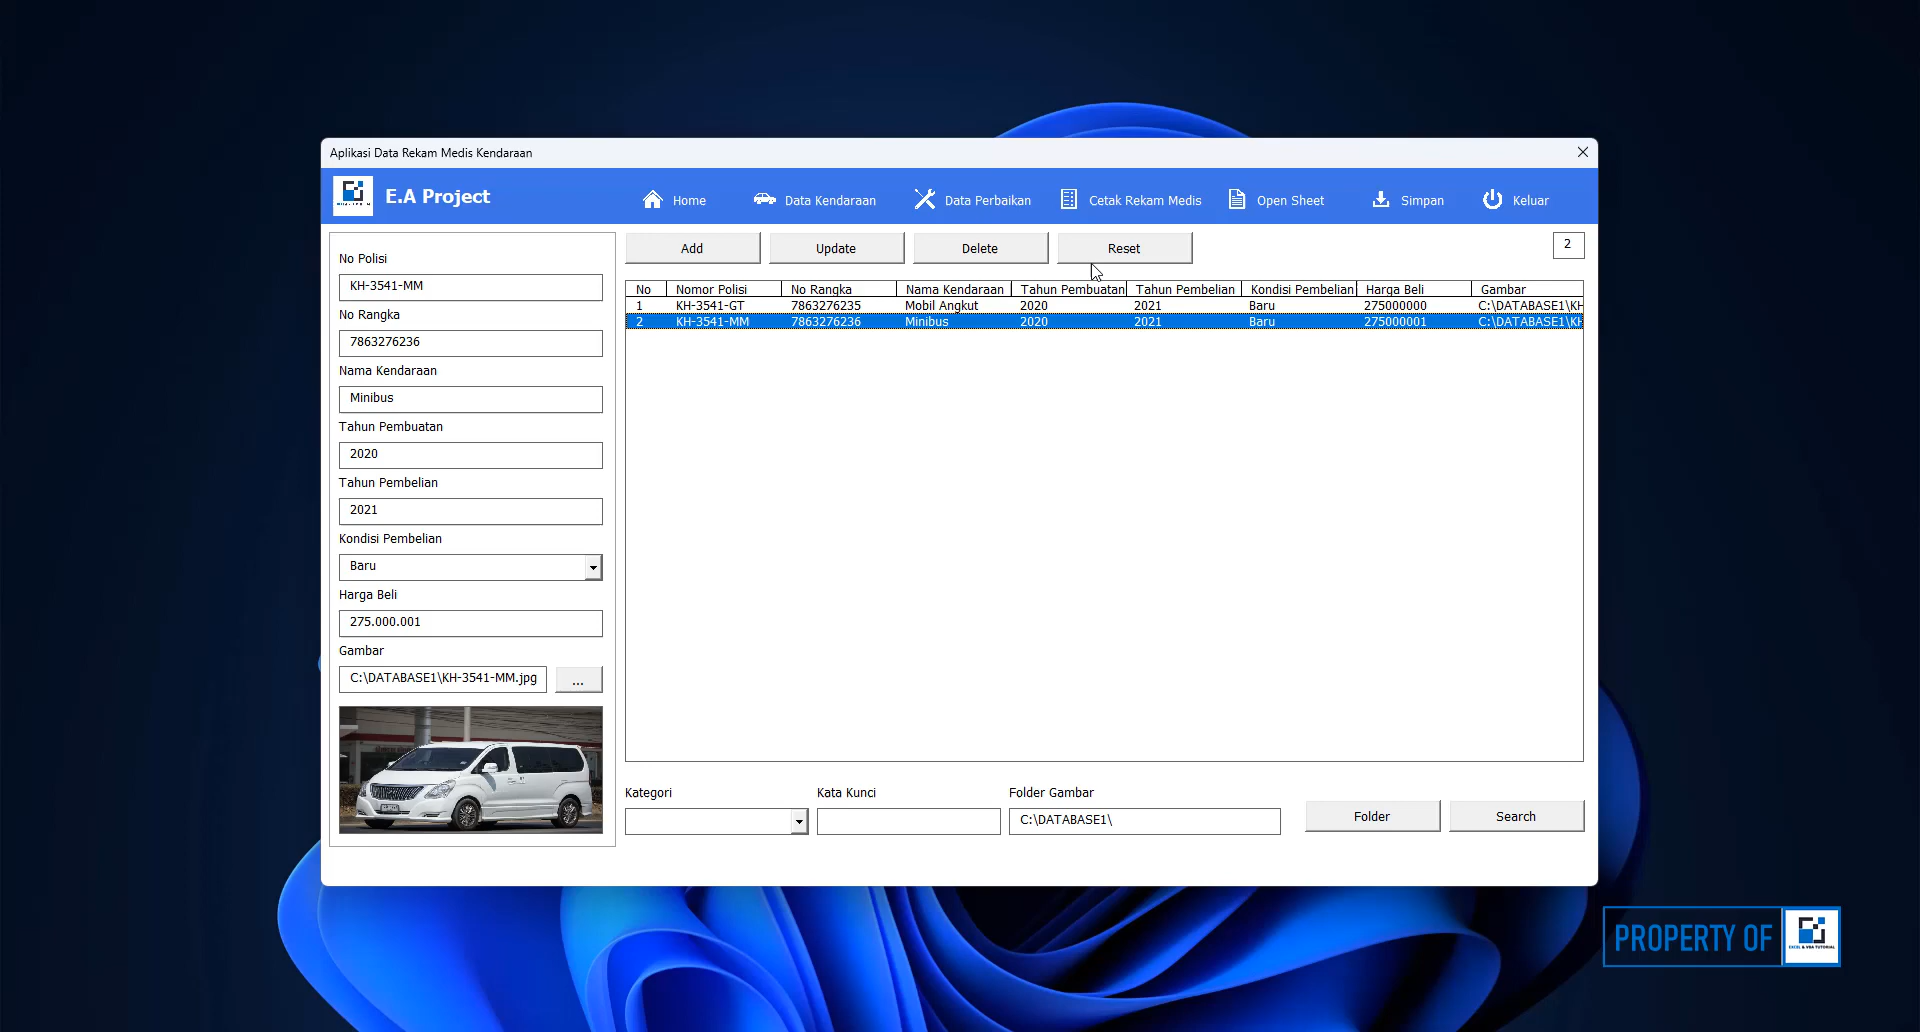 Aplikasi Data Rekam Medis Kendaraan
E.A Project
Home
Data Kendaraan
Data Perbaikan
Cetak Rekam Medis
Open Sheet
Simpan
Keluar
No Polisi
KH-3541-MM
No Rangka
7863276236
Nama Kendaraan
Minibus
Tahun Pembuatan
2020
Tahun Pembelian
2021
Kondisi Pembelian
Baru
Harga Beli
275.000.001
Gambar
C:\DATABASE1\KH-3541-MM.jpg
...
Add
Update
Delete
Reset
2
No Nomor Polisi No Rangka Nama Kendaraan Tahun Pembuatan Tahun Pembelian Kondisi Pembelian Harga Beli Gambar
1 KH-3541-GT 7863276235 Mobil Angkut 2020 2021 Baru 275000000 C:\DATABASE1\KH
2 KH-3541-MM 7863276236 Minibus 2020 2021 Baru 275000001 C:\DATABASE1\KH
Kategori
Kata Kunci
Folder Gambar
C:\DATABASE1\
Folder
Search
PROPERTY OF
EXCEL & VBA TUTORIAL